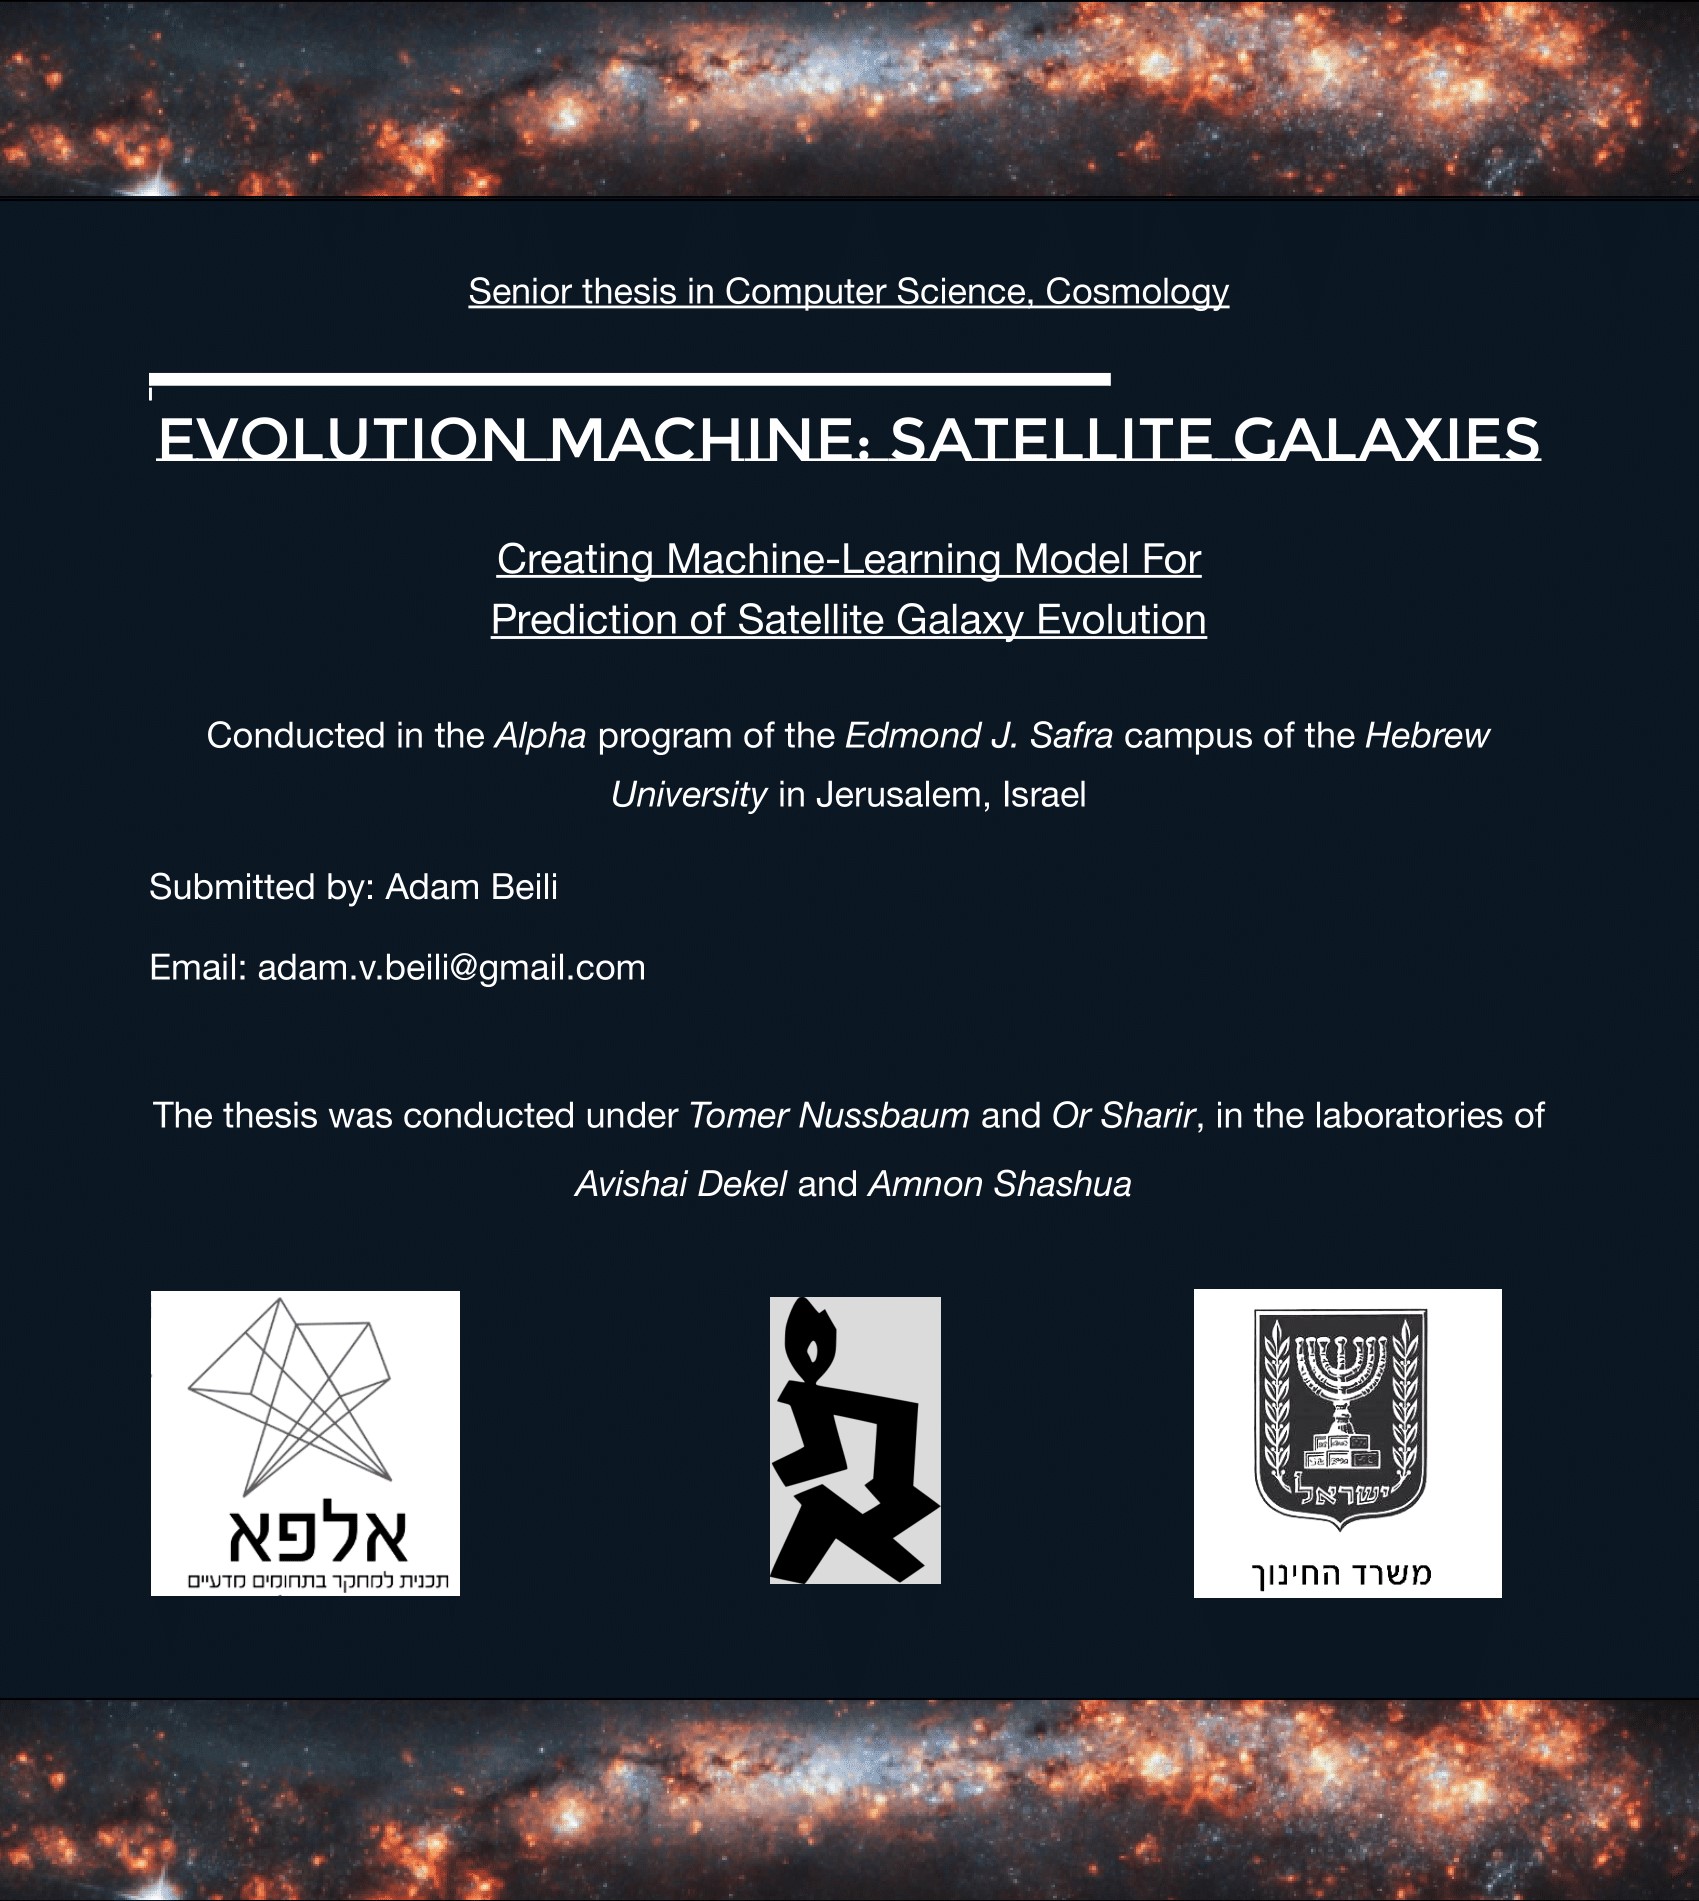 Senior thesis in Computer Science, Cosmology
EVOLUTION MACHINE: SATELLITE GALAXIES
Creating Machine-Learning Model For
Prediction of Satellite Galaxy Evolution
Conducted in the Alpha program of the Edmond J. Safra campus of the Hebrew
University in Jerusalem, Israel
Submitted by: Adam Beili
Email: adam.v.beili@gmail.com
The thesis was conducted under Tomer Nussbaum and Or Sharir, in the laboratories of
Avishai Dekel and Amnon Shashua
אלפא
תכנית למחקר בתחומים מדעיים
ישראל
משרד החינוך